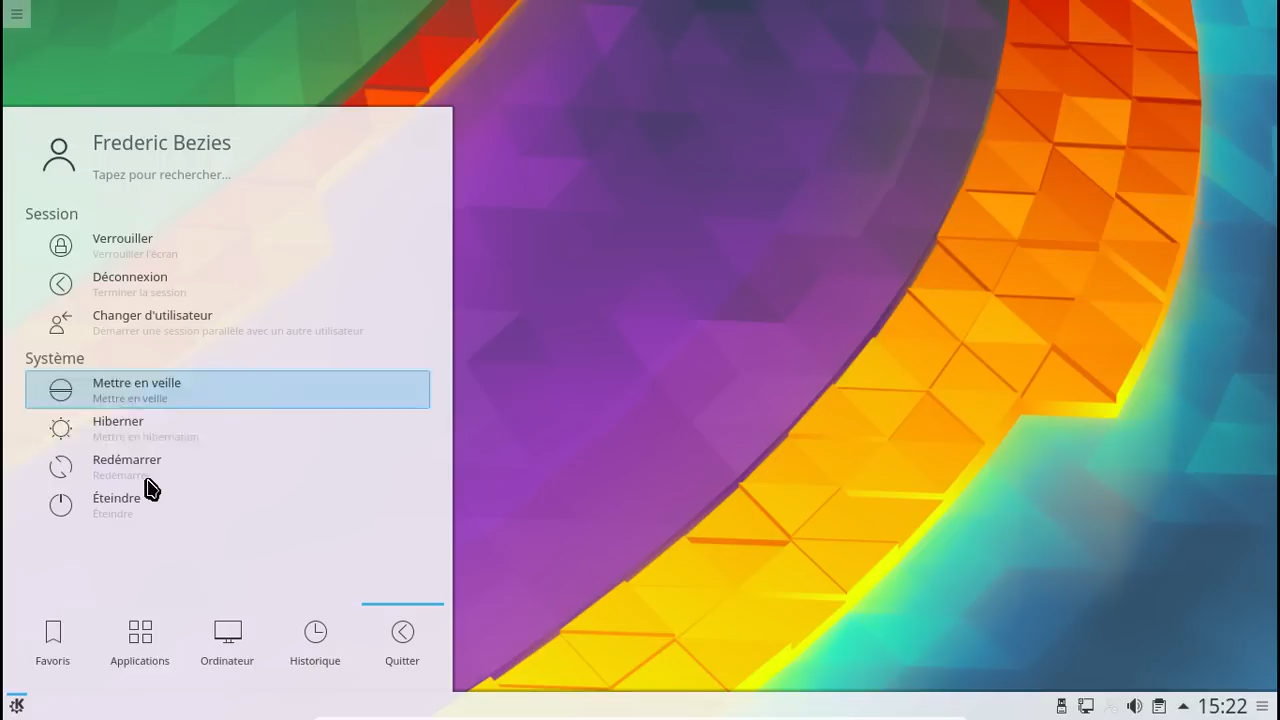 Frederic Bezies
Tapez pour rechercher...
Session
Verrouiller
Verrouiller l'écran
Déconnexion
Terminer la session
Changer d'utilisateur
Démarrer une session parallèle avec un autre utilisateur
Système
Mettre en veille
Mettre en veille
Hiberner
Mettre en hibernation
Redémarrer
Redémarrer
Éteindre
Éteindre
Favoris
Applications
Ordinateur
Historique
Quitter
15:22